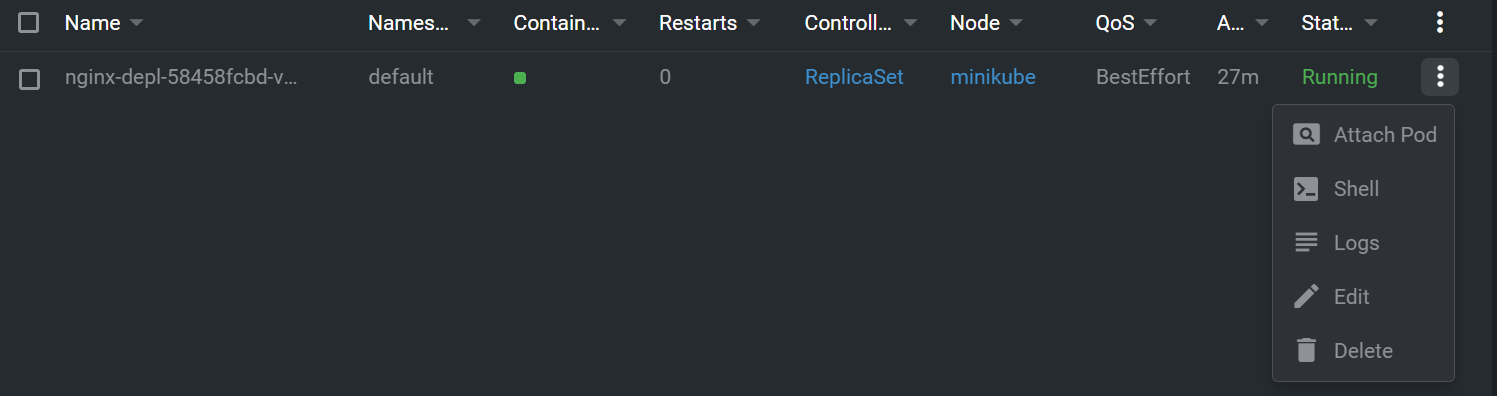 Name Names... Contain... Restarts Controll... Node QoS A... Stat...
nginx-depl-58458fcbd-v... default 0 ReplicaSet minikube BestEffort 27m Running
Attach Pod
Shell
Logs
Edit
Delete